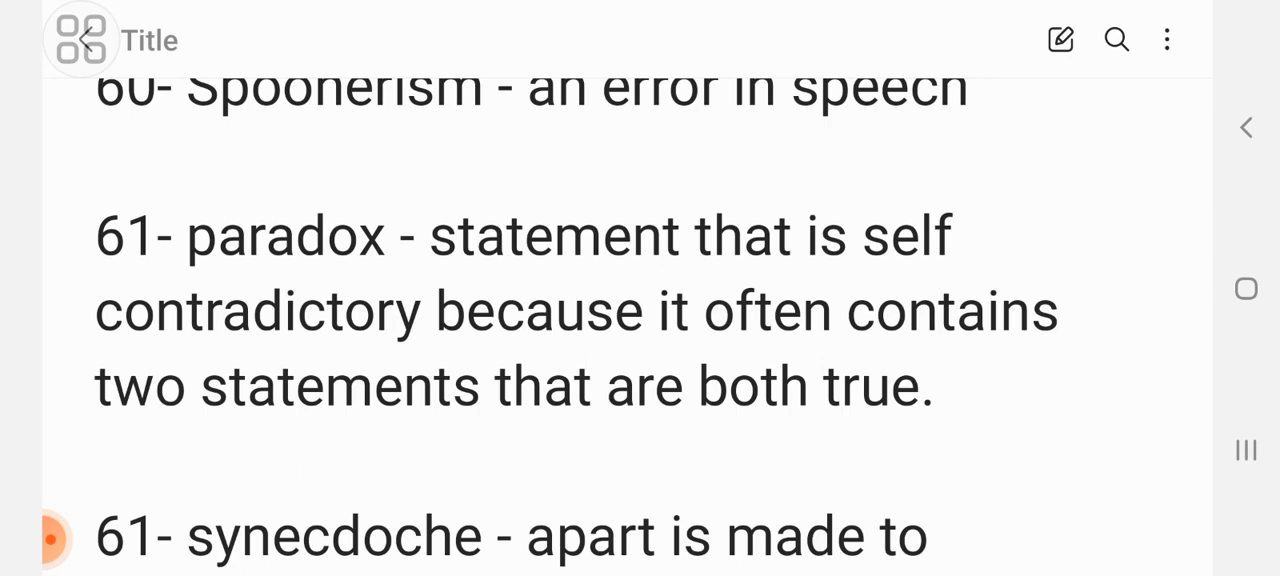 Title
60- Spoonerism - an error in speech
61- paradox - statement that is self
contradictory because it often contains
two statements that are both true.
61- synecdoche - apart is made to